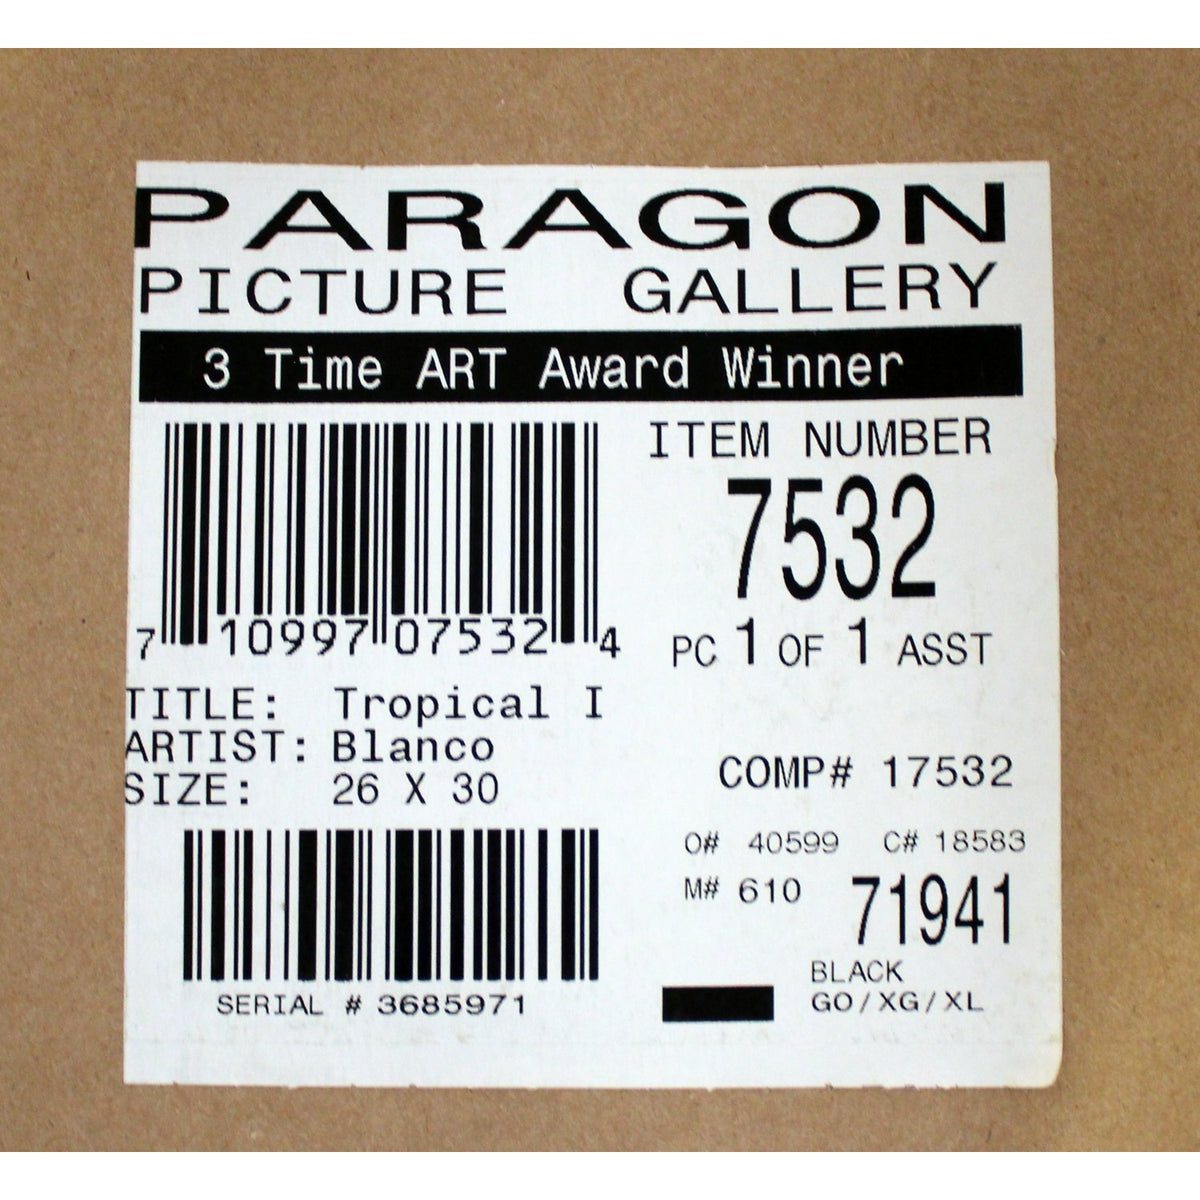 PARAGON
PICTURE GALLERY
3 Time ART Award Winner
ITEM NUMBER
7532
7 10997 07532 4
PC 1 OF 1 ASST
TITLE: Tropical I
ARTIST: Blanco
SIZE: 26 X 30
COMP# 17532
O# 40599 C# 18583
M# 610 71941
BLACK
GO/XG/XL
SERIAL # 3685971